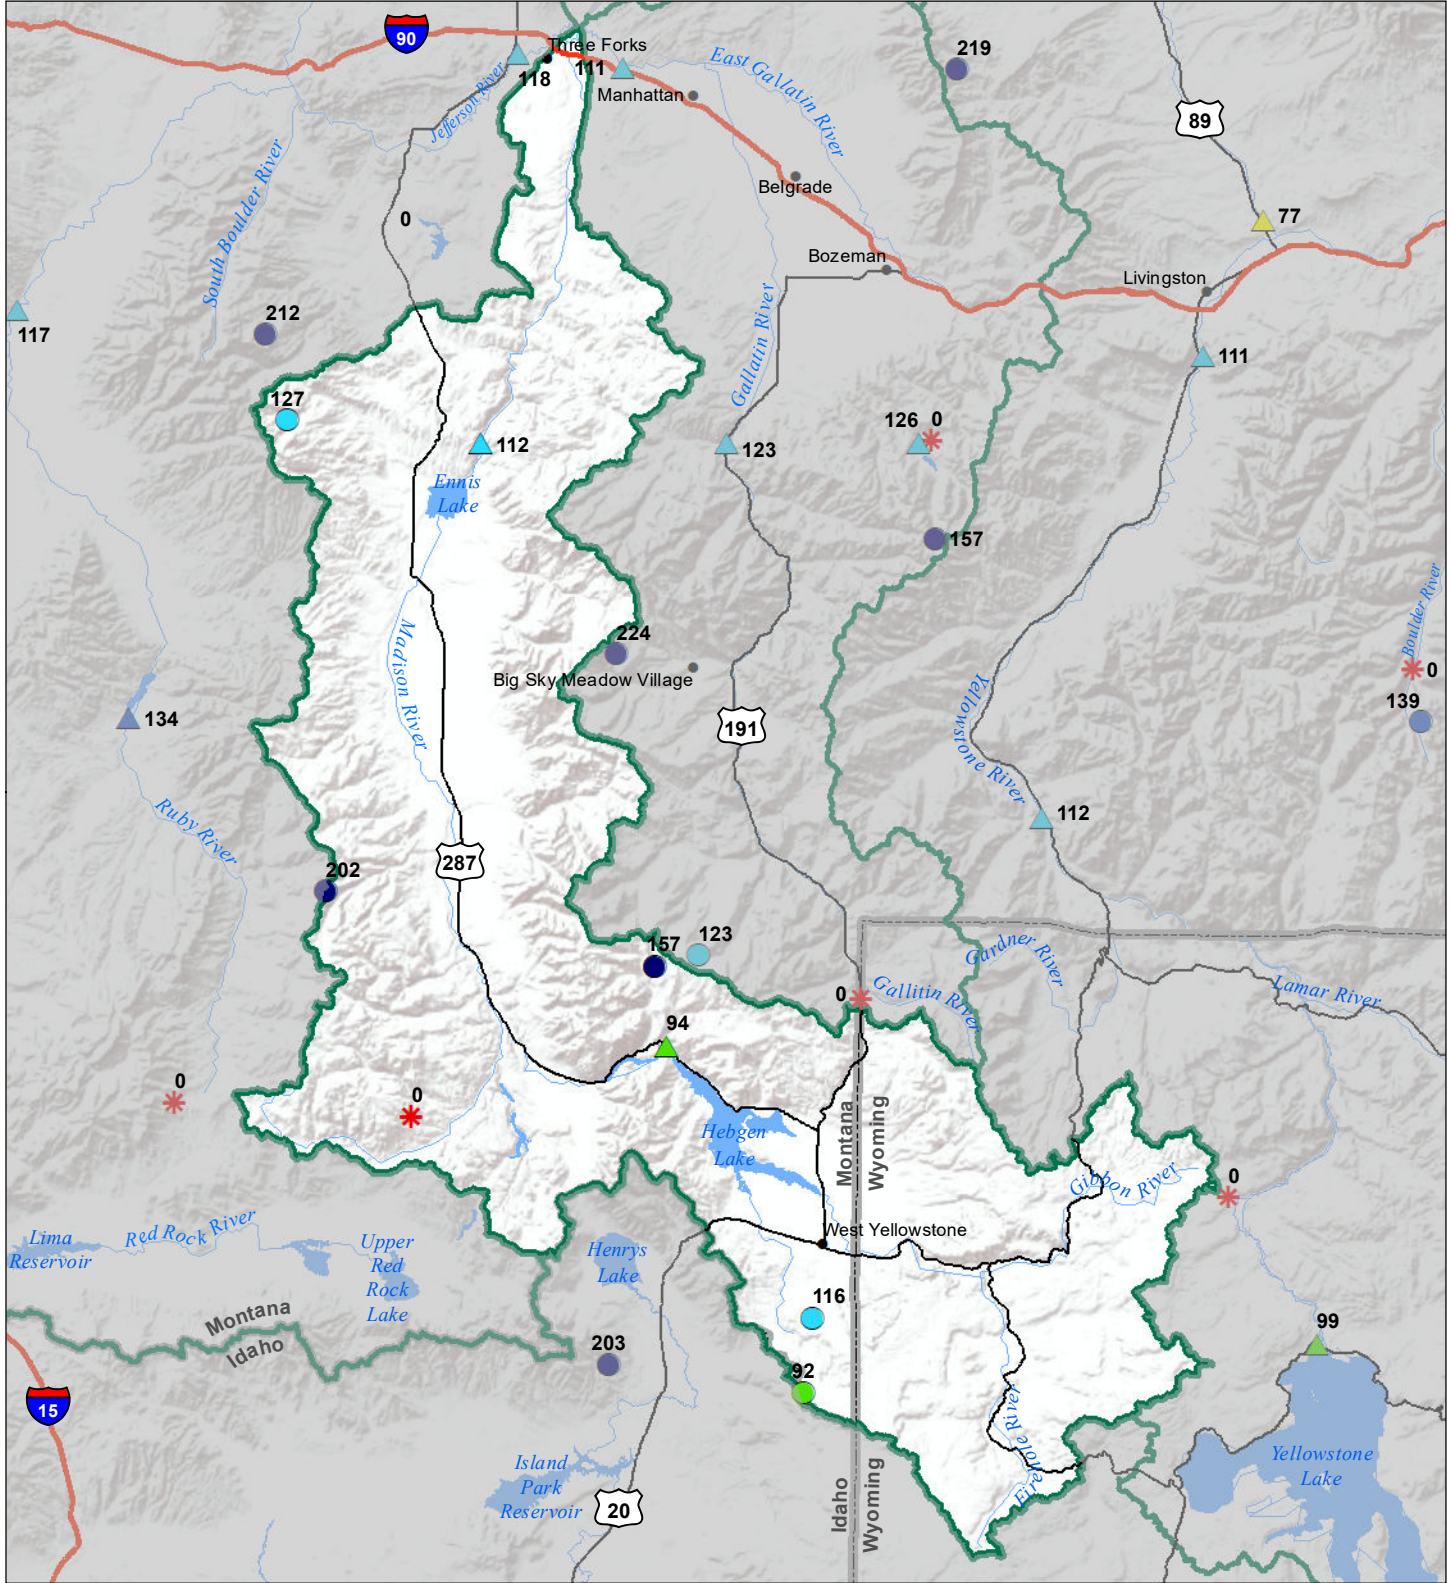 90
Three Forks
118
111
Manhattan
Jefferson River
East Gallatin River
219
89
Belgrade
0
South Boulder River
77
Bozeman
Livingston
117
212
Gallatin River
111
127
112
123
126
0
Ennis
Lake
157
Boulder River
224
Big Sky Meadow Village
0
139
134
Madison River
191
Yellowstone River
112
Ruby River
287
202
157
123
Gardner River
0
Gallitin River
Lamar River
94
0
0
Hebgen
Lake
Montana
Wyoming
Gibbon River
0
West Yellowstone
Lima
Reservoir
Red Rock River
Upper
Red
Rock
Lake
Henrys
Lake
Montana
Idaho
116
203
92
99
15
Firehole River
Island
Park
Reservoir
20
Idaho
Wyoming
Yellowstone
Lake